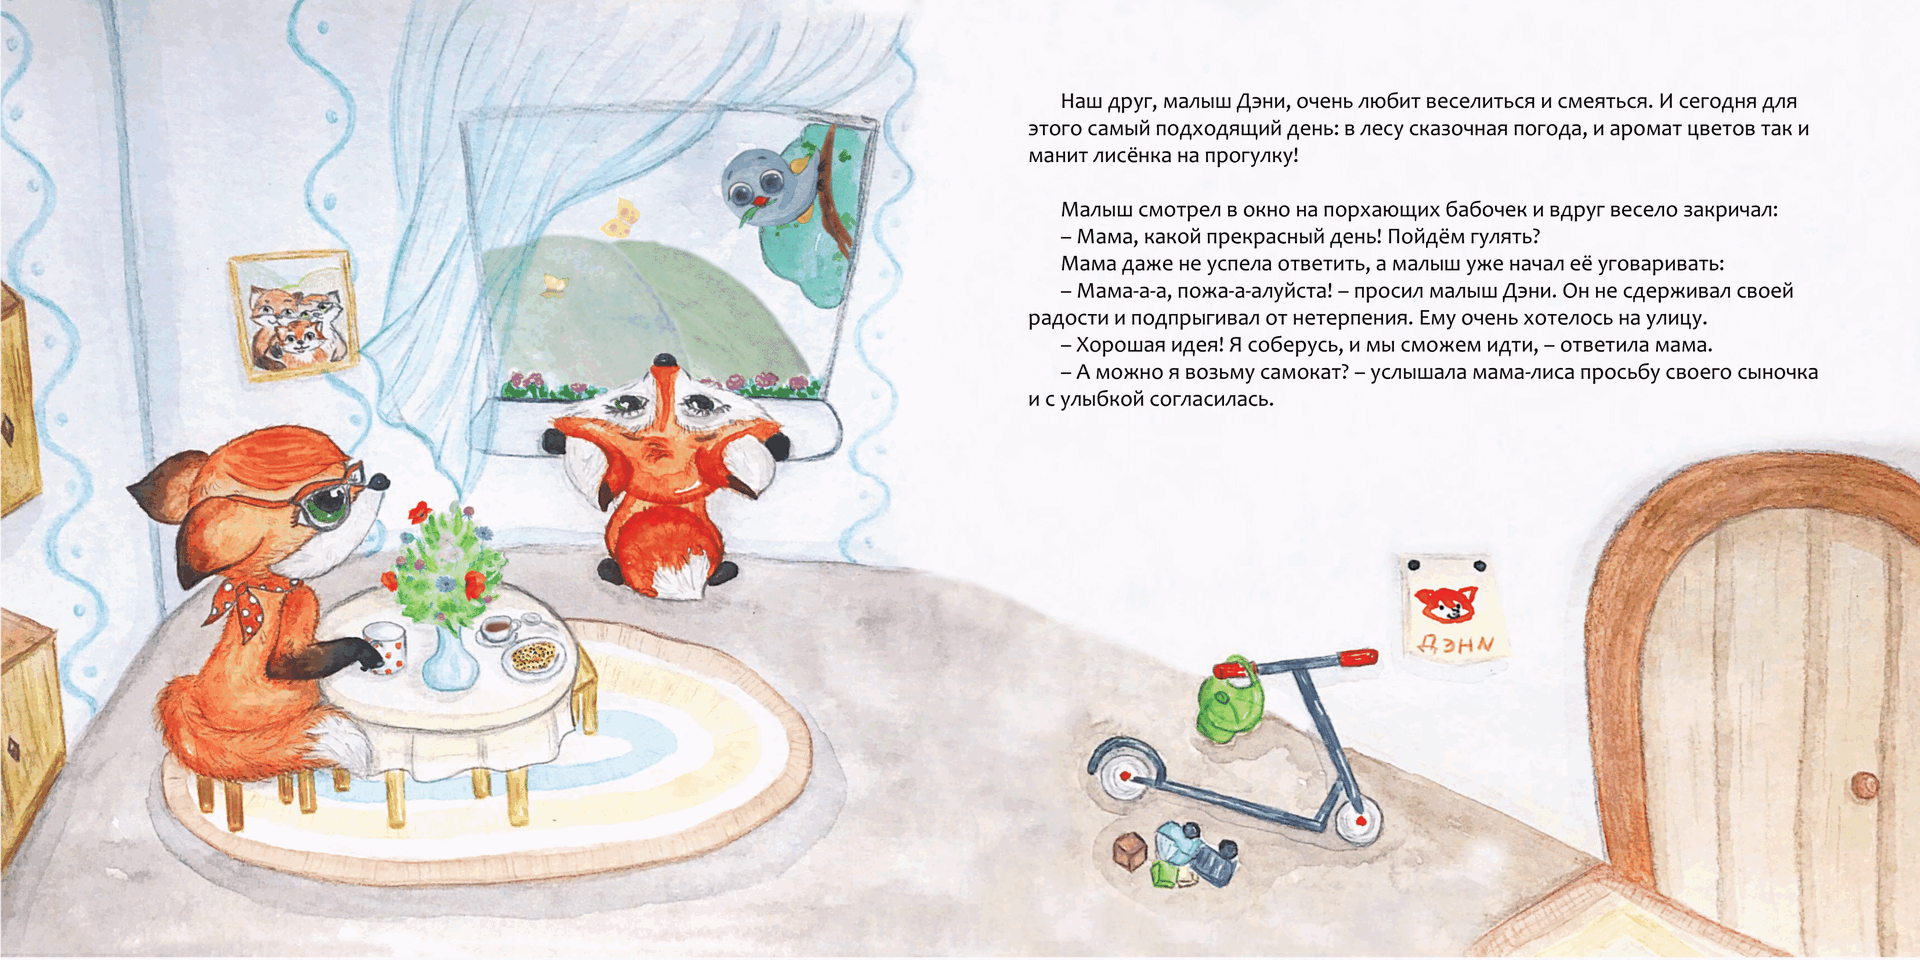 Наш друг, малыш Дэни, очень любит веселиться и смеяться. И сегодня для
этого самый подходящий день: в лесу сказочная погода, и аромат цветов так и
манит лисёнка на прогулку!
Малыш смотрел в окно на порхающих бабочек и вдруг весело закричал:
– Мама, какой прекрасный день! Пойдём гулять?
Мама даже не успела ответить, а малыш уже начал её уговаривать:
– Мама-а-а, пожа-а-алуйста! – просил малыш Дэни. Он не сдерживал своей
радости и подпрыгивал от нетерпения. Ему очень хотелось на улицу.
– Хорошая идея! Я соберусь, и мы сможем идти, – ответила мама.
– А можно я возьму самокат? – услышала мама-лиса просьбу своего сыночка
и с улыбкой согласилась.
ДЭНИ